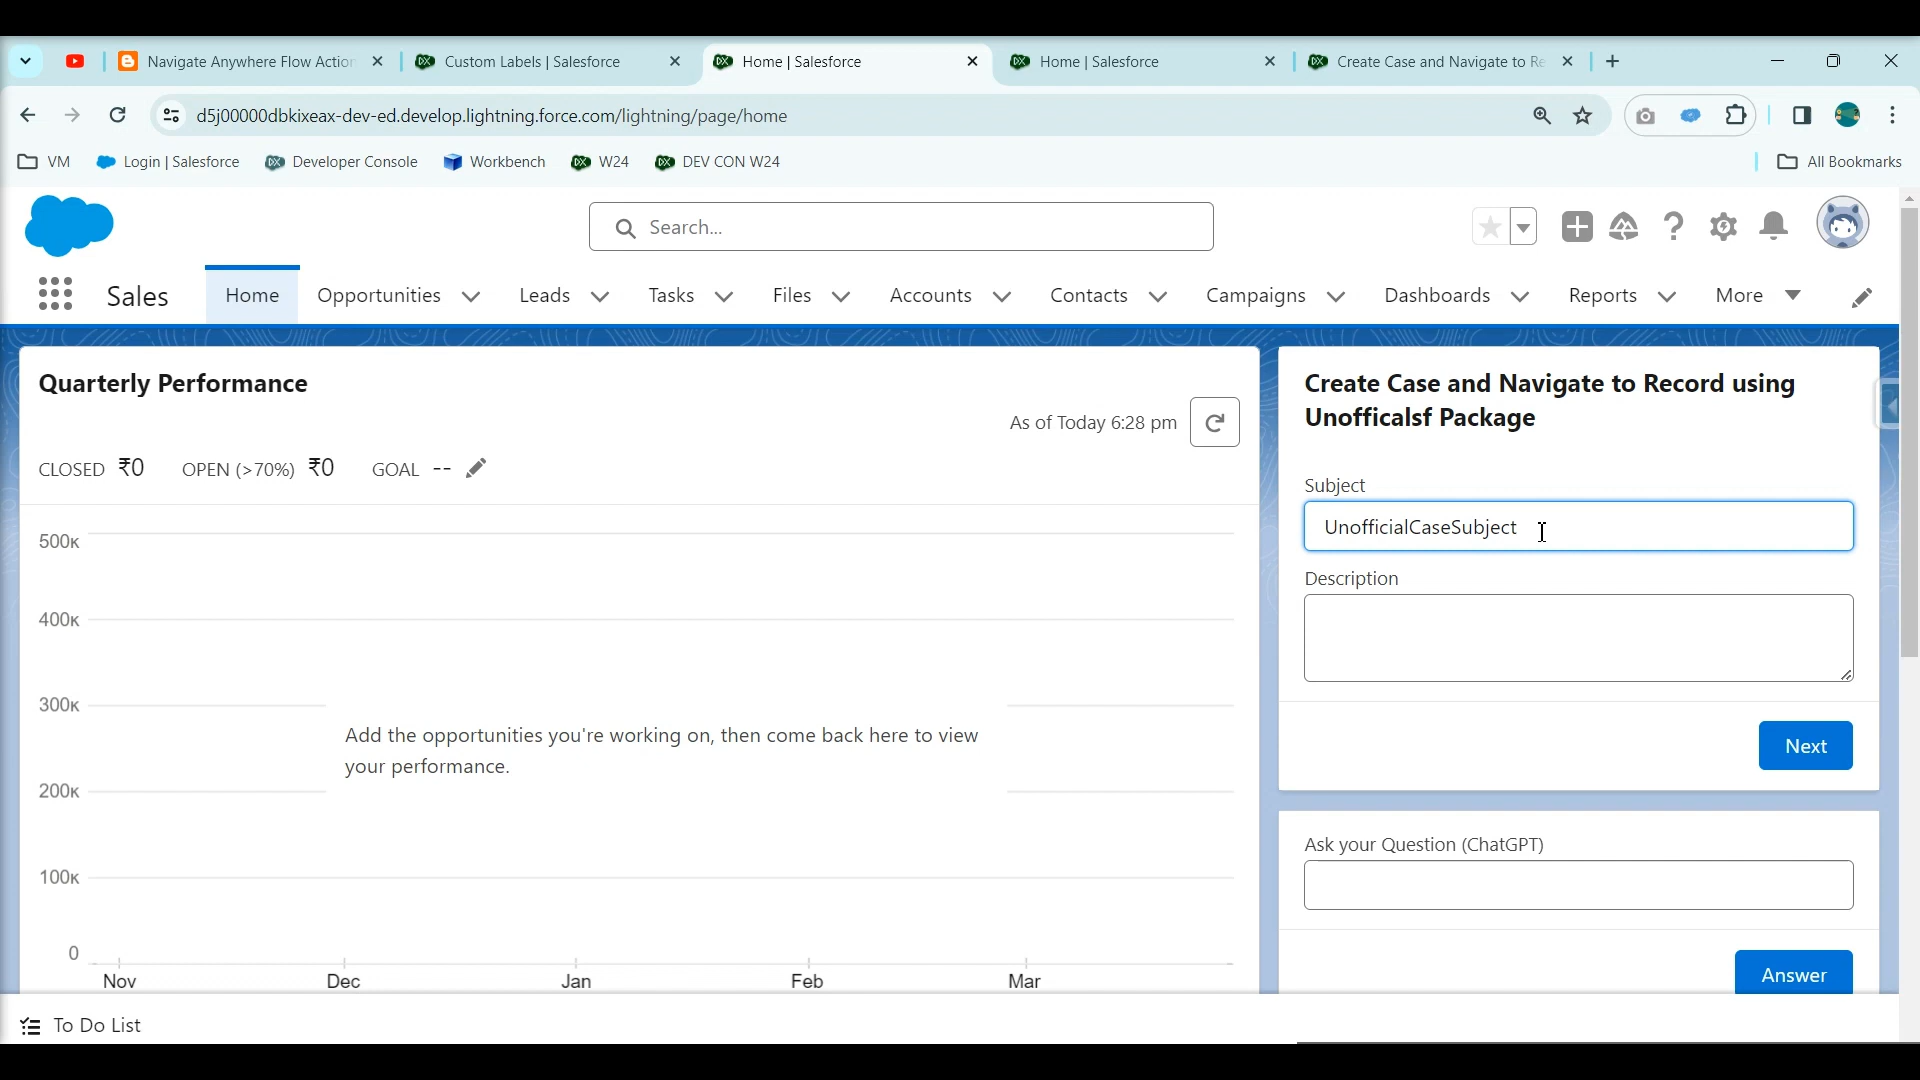 Navigate Anywhere Flow Action
Custom Labels | Salesforce
Home | Salesforce
Home | Salesforce
Create Case and Navigate to Re
d5j00000dbkixeax-dev-ed.develop.lightning.force.com/lightning/page/home
VM
Login | Salesforce
Developer Console
Workbench
W24
DEV CON W24
All Bookmarks
Search...
Sales
Home
Opportunities
Leads
Tasks
Files
Accounts
Contacts
Campaigns
Dashboards
Reports
More
Quarterly Performance
As of Today 6:28 pm
CLOSED ₹0
OPEN (>70%) ₹0
GOAL --
500K
400K
300K
200K
100K
0
Add the opportunities you're working on, then come back here to view
your performance.
Nov
Dec
Jan
Feb
Mar
Create Case and Navigate to Record using
Unofficalsf Package
Subject
UnofficialCaseSubject
Description
Next
Ask your Question (ChatGPT)
Answer
To Do List